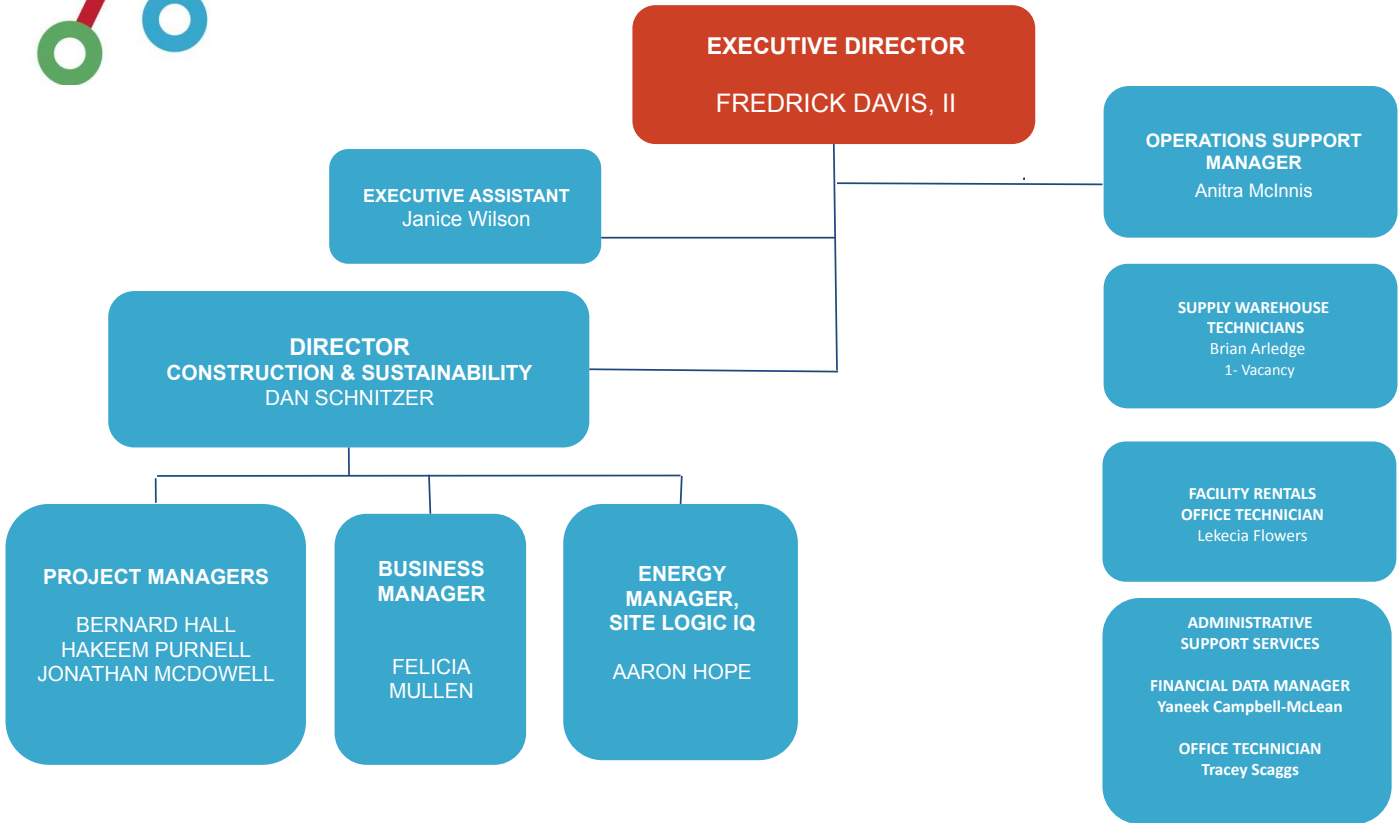 EXECUTIVE DIRECTOR
FREDRICK DAVIS, II
OPERATIONS SUPPORT
MANAGER
Anitra McInnis
EXECUTIVE ASSISTANT
Janice Wilson
SUPPLY WAREHOUSE
TECHNICIANS
Brian Arledge
1- Vacancy
DIRECTOR
CONSTRUCTION & SUSTAINABILITY
DAN SCHNITZER
FACILITY RENTALS
OFFICE TECHNICIAN
Lekecia Flowers
PROJECT MANAGERS
BERNARD HALL
HAKEEM PURNELL
JONATHAN MCDOWELL
BUSINESS
MANAGER
FELICIA
MULLEN
ENERGY
MANAGER,
SITE LOGIC IQ
AARON HOPE
ADMINISTRATIVE
SUPPORT SERVICES
FINANCIAL DATA MANAGER
Yaneek Campbell-McLean
OFFICE TECHNICIAN
Tracey Scaggs